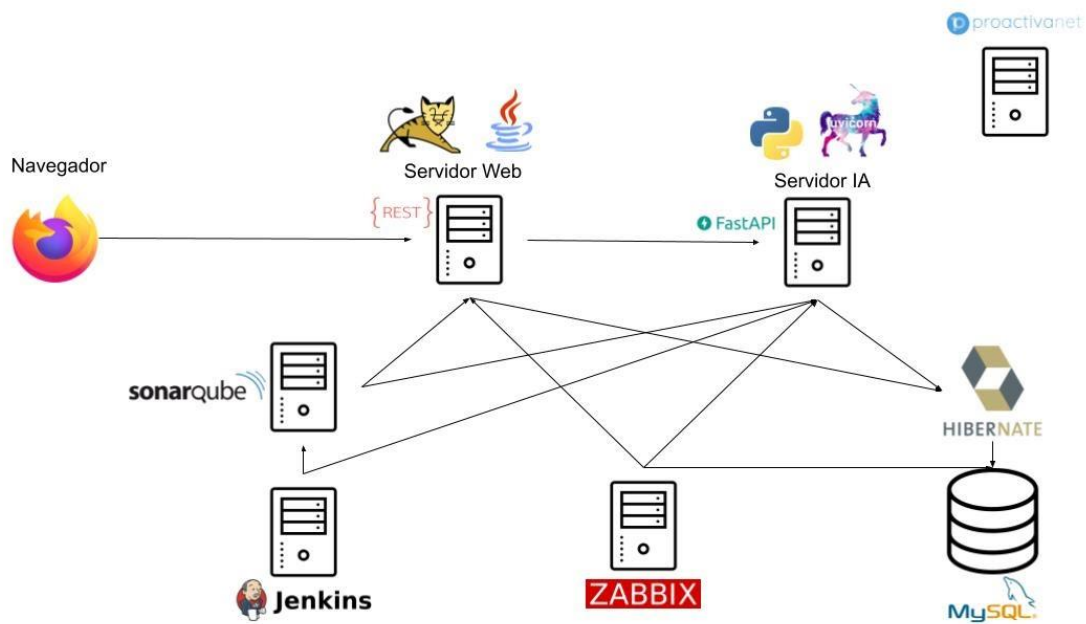 proactivanet
Navegador
Servidor Web
uvicorn
Servidor IA
{REST}
FastAPI
sonarqube
HIBERNATE
Jenkins
ZABBIX
MySQL